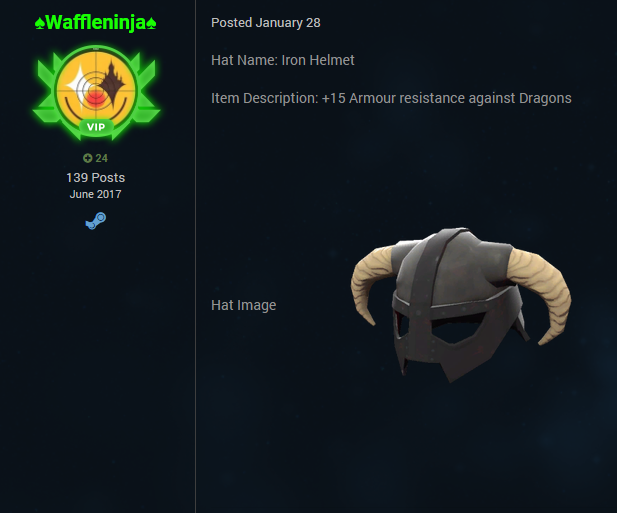 ♠Waffleninja♠
VIP
24
139 Posts
June 2017
Posted January 28
Hat Name: Iron Helmet
Item Description: +15 Armour resistance against Dragons
Hat Image